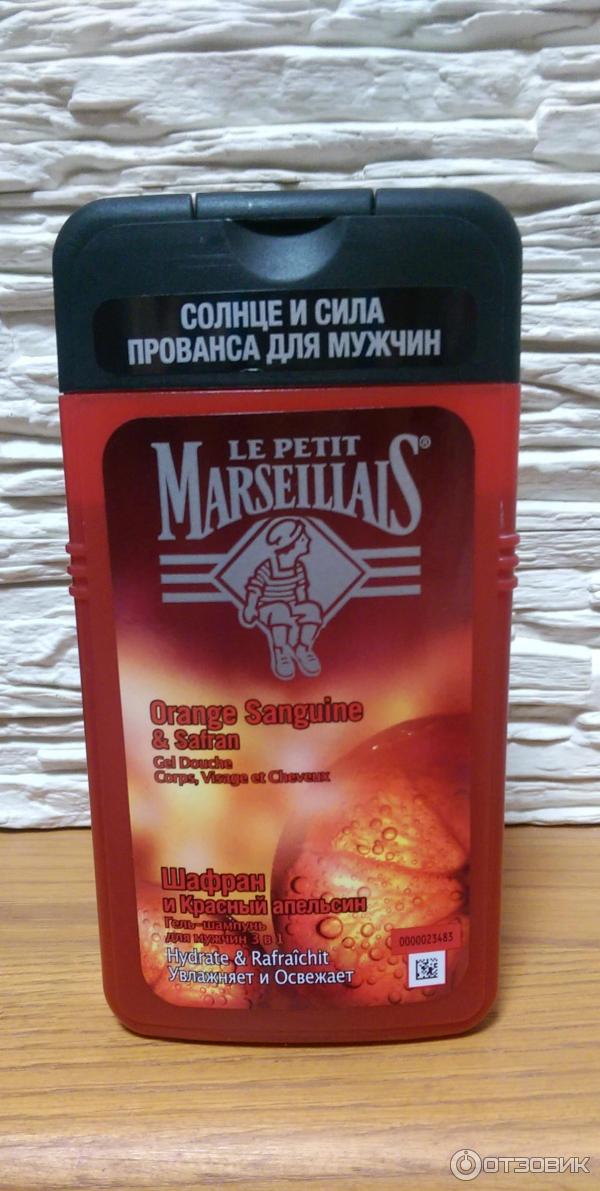 СОЛНЦЕ И СИЛА
ПРОВАНСА ДЛЯ МУЖЧИН
LE PETIT
MARSEILLAIS®
Orange Sanguine
& Safran
Gel Douche
Corps, Visage et Cheveux
Шафран
и Красный апельсин
Гель-шампунь
для мужчин 3 в 1
Hydrate & Rafraîchit
Увлажняет и Освежает
0000023483
ОТЗОВИК